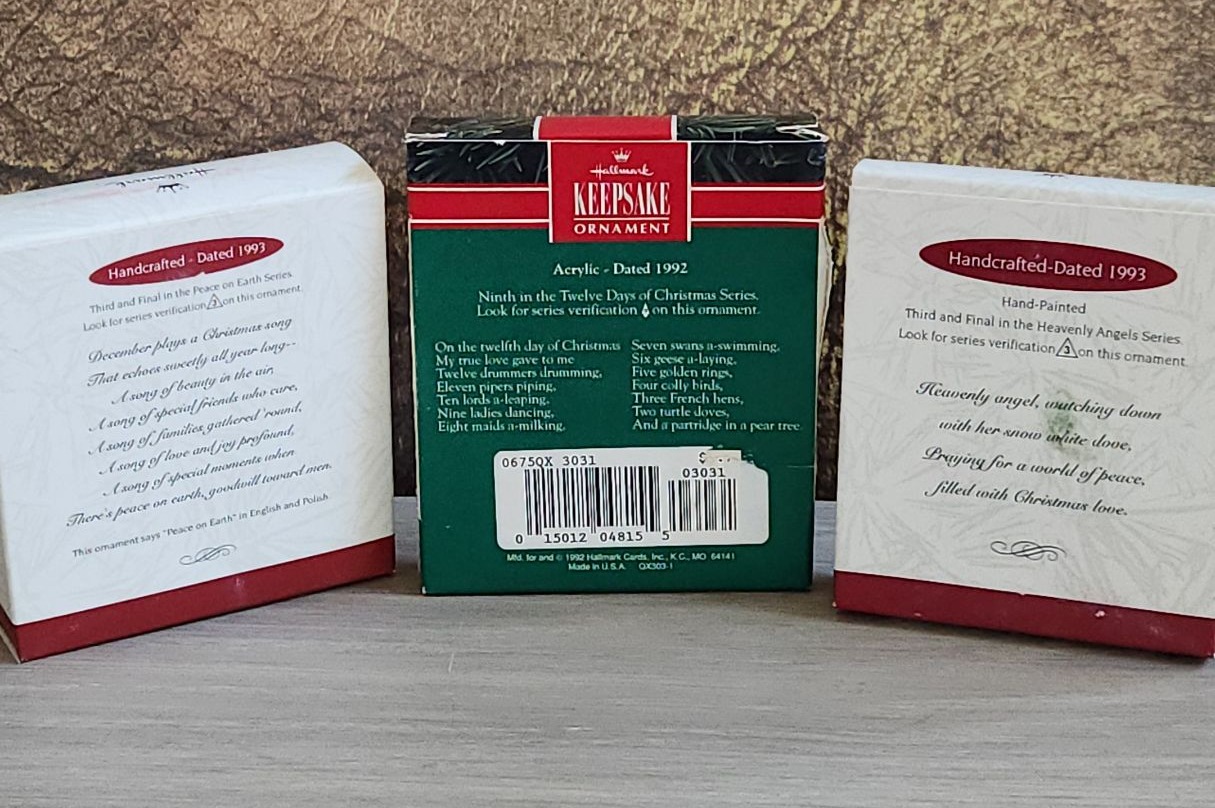 Hallmark
Handcrafted - Dated 1993
Third and Final in the Peace on Earth Series.
Look for series verification 3 on this ornament.
December plays a Christmas song
That echoes sweetly all year long--
A song of beauty in the air,
A song of special friends who care,
A song of families gathered 'round,
A song of love and joy profound,
A song of special moments when
There's peace on earth, goodwill toward men.
This ornament says "Peace on Earth" in English and Polish.
Hallmark
KEEPSAKE
ORNAMENT
Acrylic - Dated 1992
Ninth in the Twelve Days of Christmas Series.
Look for series verification on this ornament.
On the twelfth day of Christmas
My true love gave to me
Twelve drummers drumming,
Eleven pipers piping,
Ten lords a-leaping,
Nine ladies dancing,
Eight maids a-milking,
Seven swans a-swimming,
Six geese a-laying,
Five golden rings,
Four colly birds,
Three French hens,
Two turtle doves,
And a partridge in a pear tree.
0675QX 3031 $
03031
0 15012 04815 5
Mfd. for and © 1992 Hallmark Cards, Inc., K.C., MO 64141
Made in U.S.A. QX303-1
Handcrafted-Dated 1993
Hand-Painted
Third and Final in the Heavenly Angels Series.
Look for series verification 3 on this ornament.
Heavenly angel, watching down
with her snow white dove,
Praying for a world of peace,
filled with Christmas love.